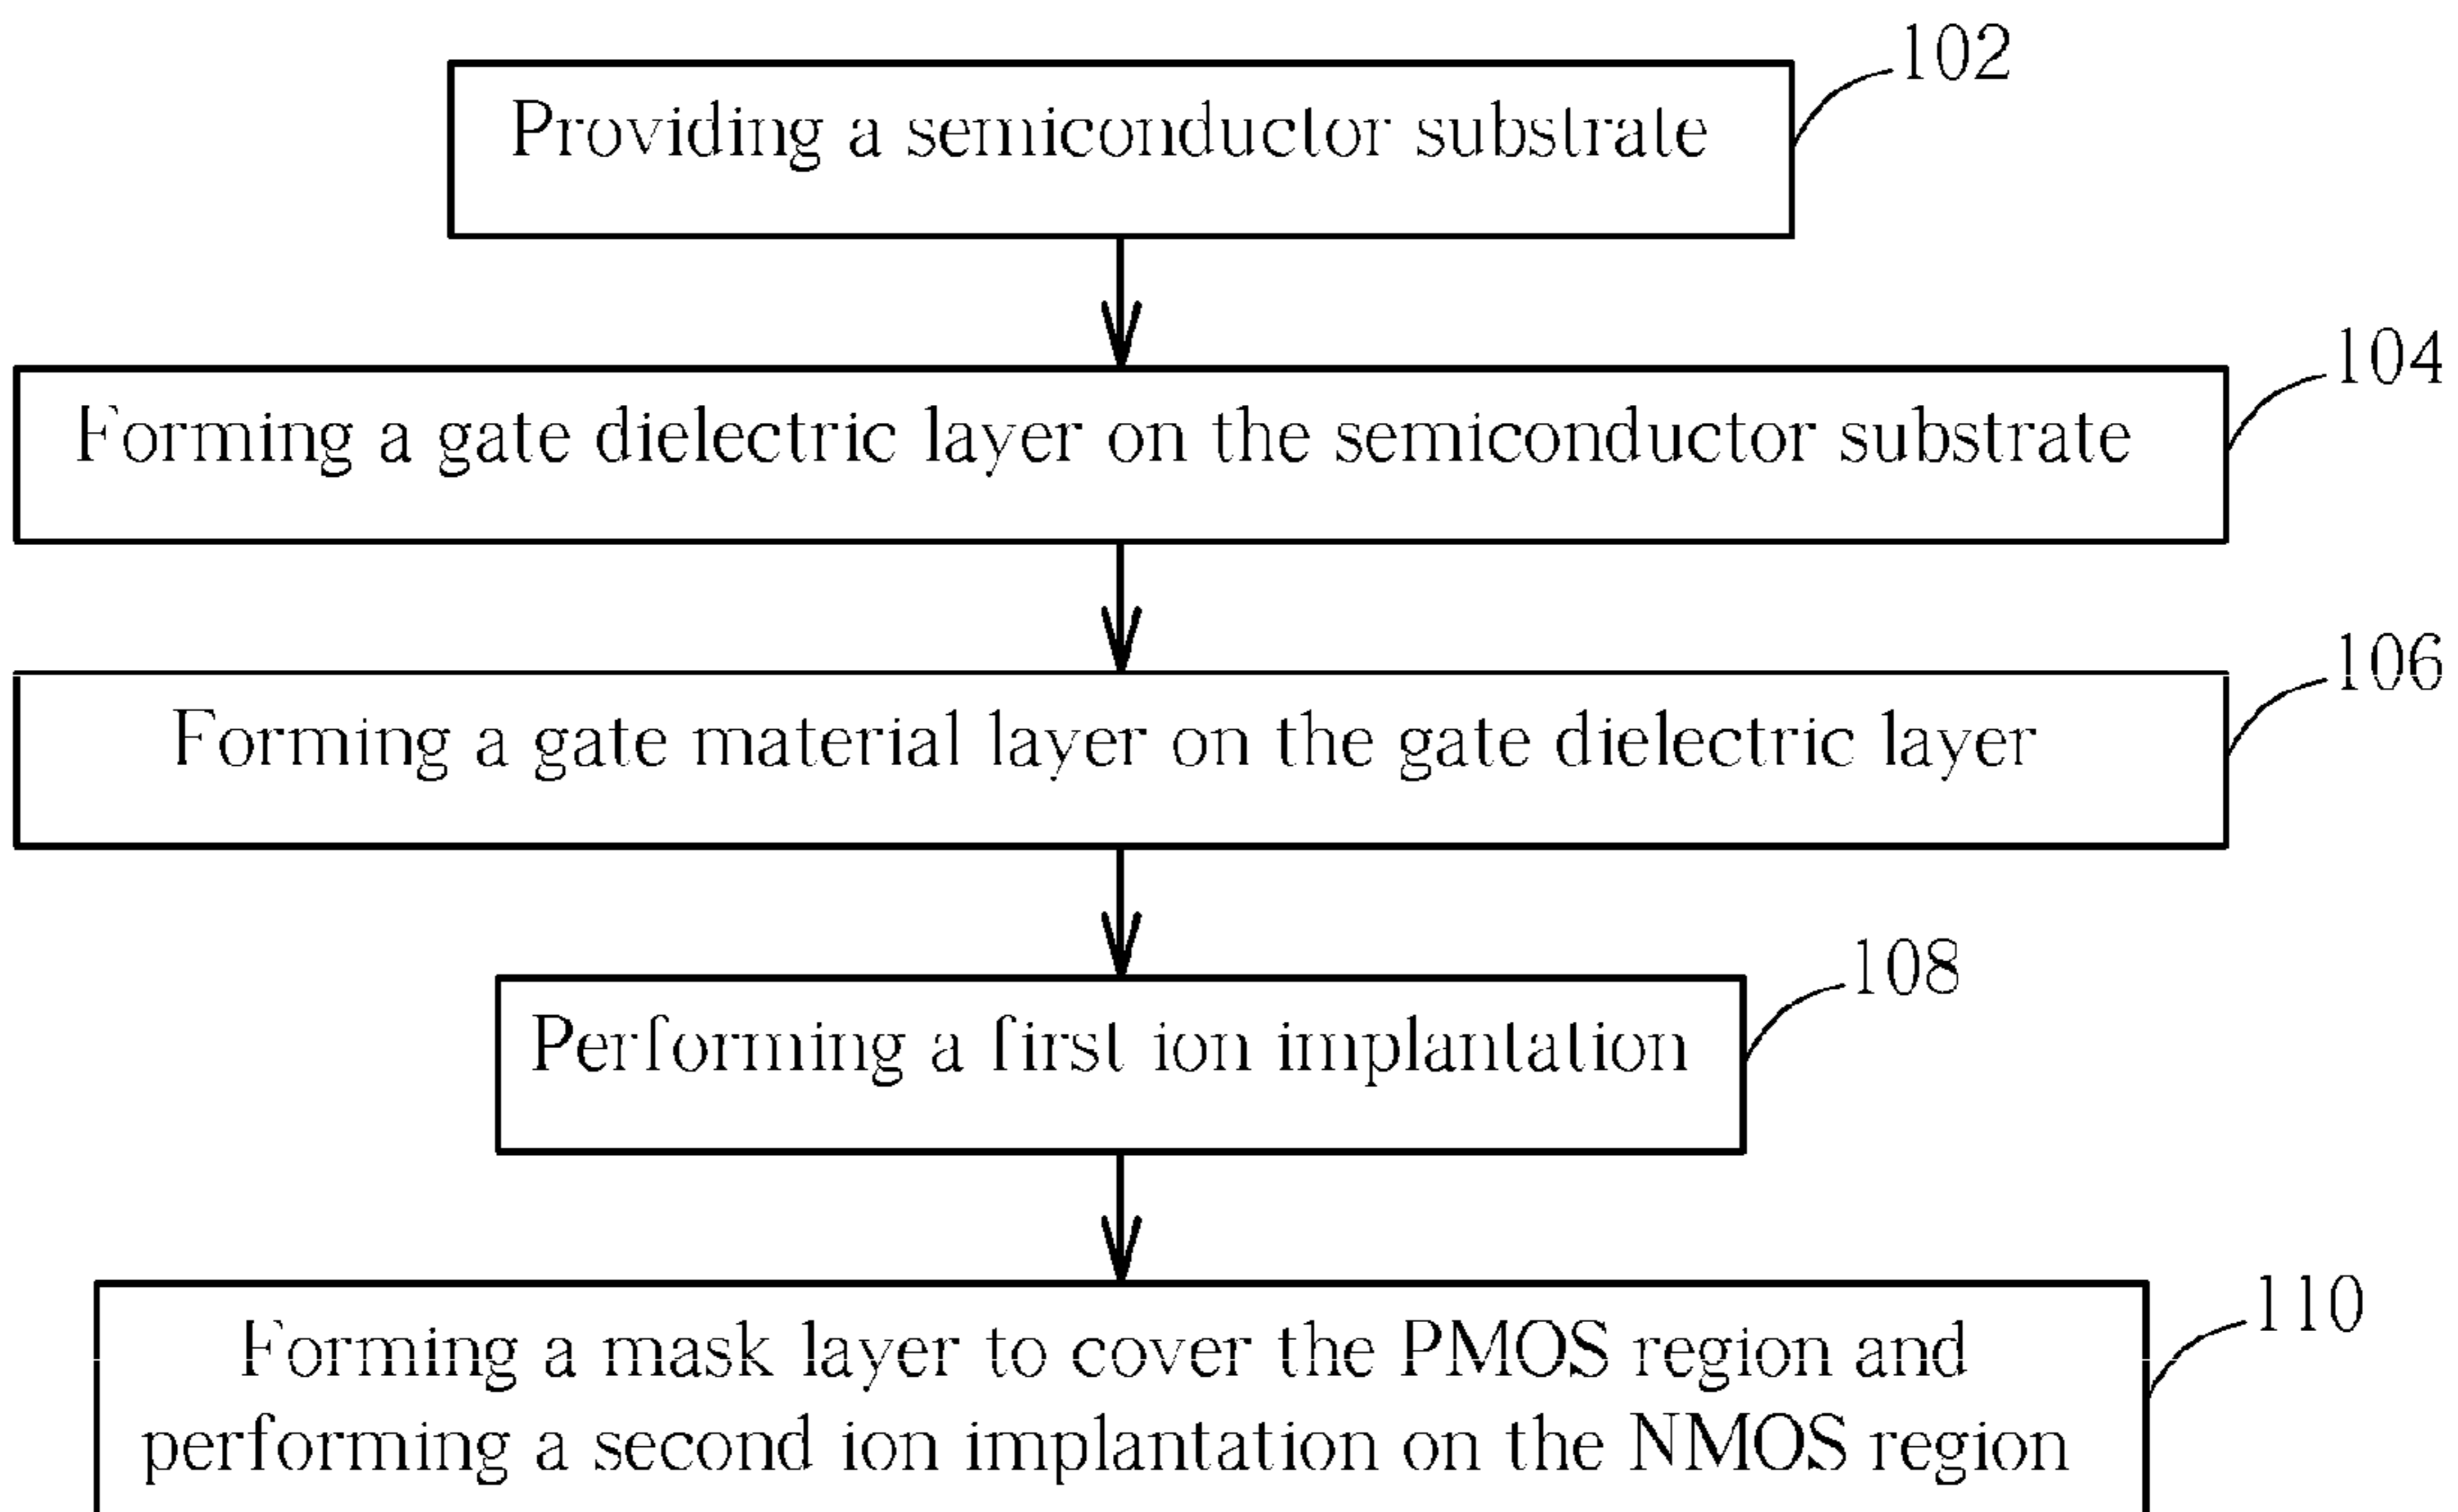 102
Providing a semiconductor substrate
104
Forming a gate dielectric layer on the semiconductor substrate
106
Forming a gate material layer on the gate dielectric layer
108
Performing a first ion implantation
110
Forming a mask layer to cover the PMOS region and
performing a second ion implantation on the NMOS region